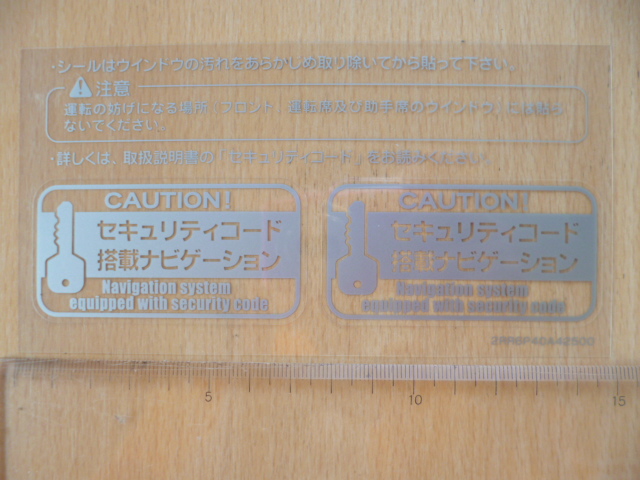 ・シールはウインドウの汚れをあらかじめ取り除いてから貼って下さい。
注意
運転の妨げになる場所(フロント、運転席及び助手席のウインドウ)には貼らないでください。
・詳しくは、取扱説明書の「セキュリティコード」をお読みください。
CAUTION!
セキュリティコード
搭載ナビゲーション
Navigation system
equipped with security code
CAUTION!
セキュリティコード
搭載ナビゲーション
Navigation system
equipped with security code
5
10
15